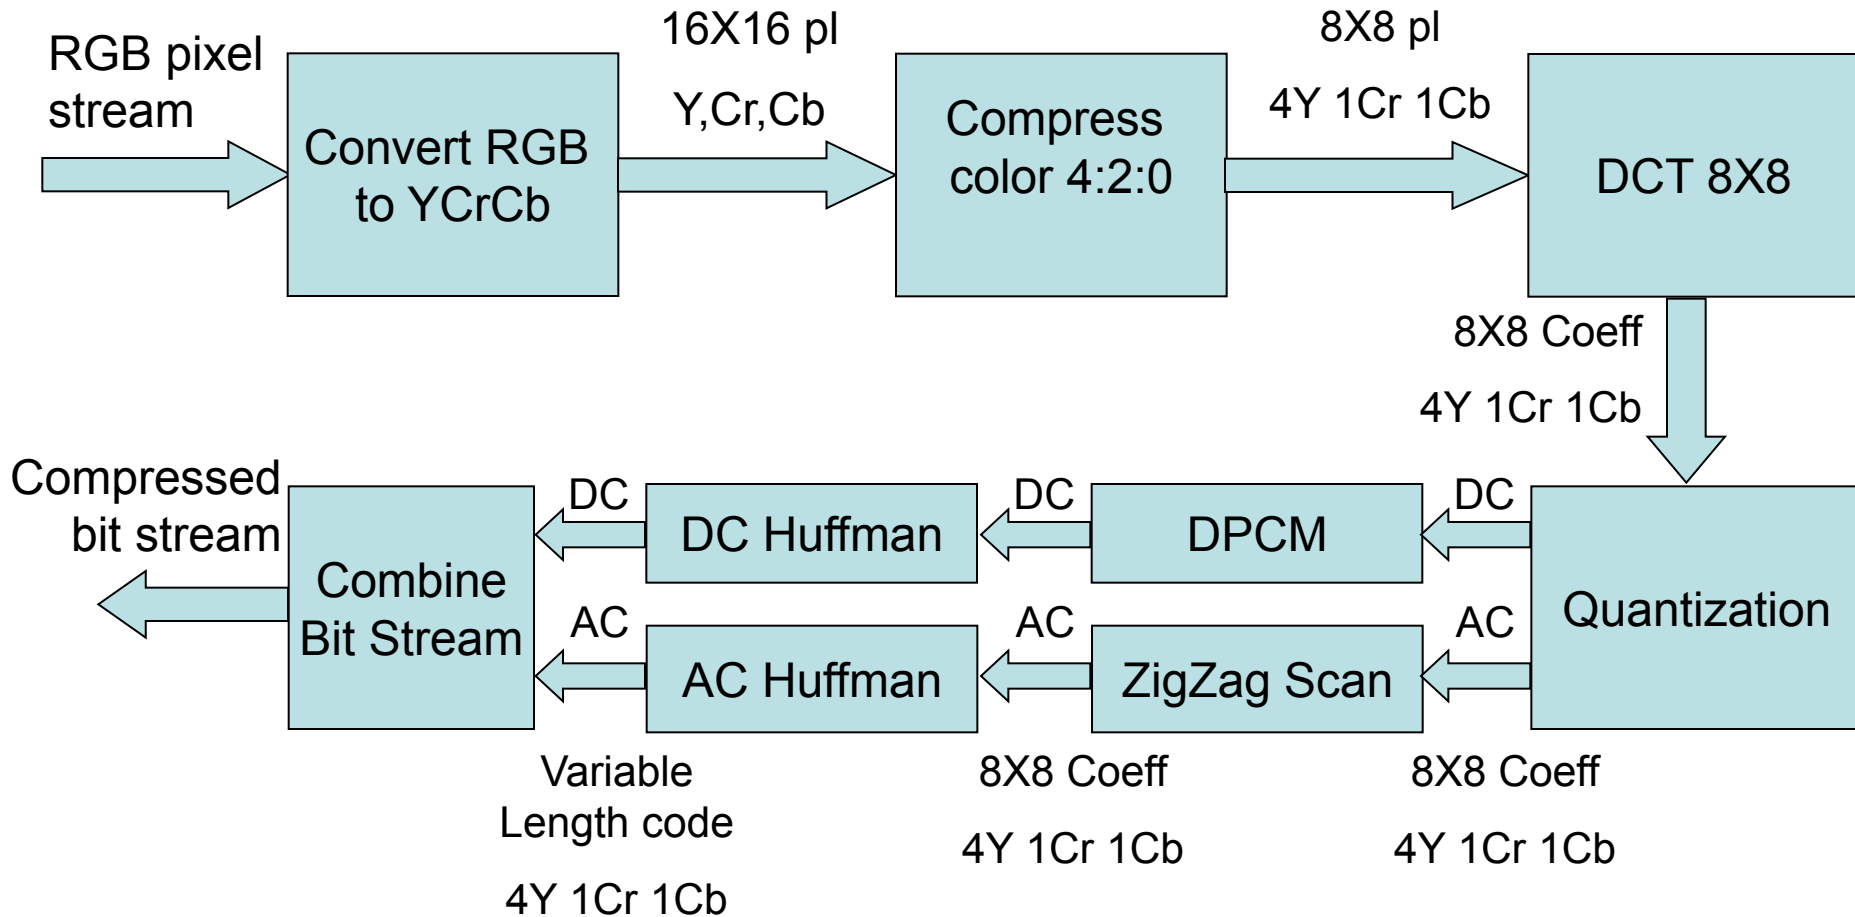 RGB pixel
stream
Convert RGB
to YCrCb
16X16 pl
Y,Cr,Cb
Compress
color 4:2:0
8X8 pl
4Y 1Cr 1Cb
DCT 8X8
8X8 Coeff
4Y 1Cr 1Cb
Quantization
DC
AC
DPCM
ZigZag Scan
8X8 Coeff
4Y 1Cr 1Cb
DC
AC
DC Huffman
AC Huffman
8X8 Coeff
4Y 1Cr 1Cb
DC
AC
Variable
Length code
4Y 1Cr 1Cb
Combine
Bit Stream
Compressed
bit stream